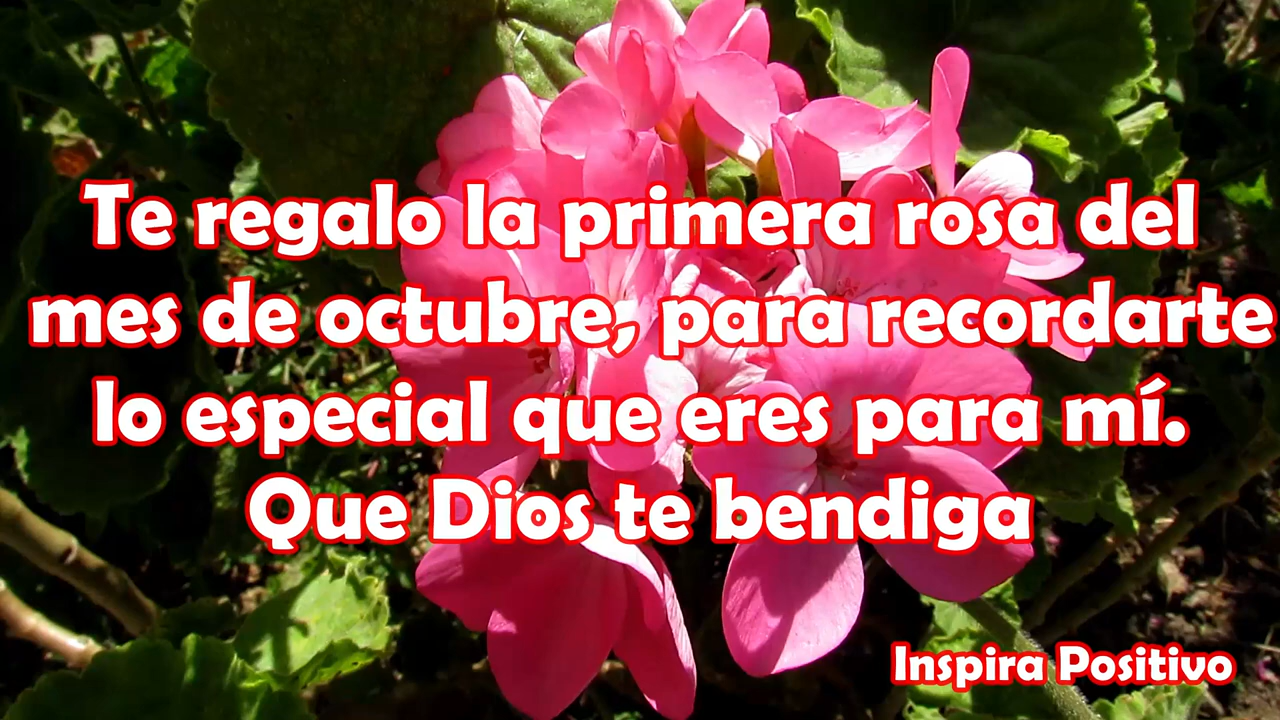 Te regalo la primera rosa del
mes de octubre, para recordarte
lo especial que eres para mí.
Que Dios te bendiga
Inspira Positivo